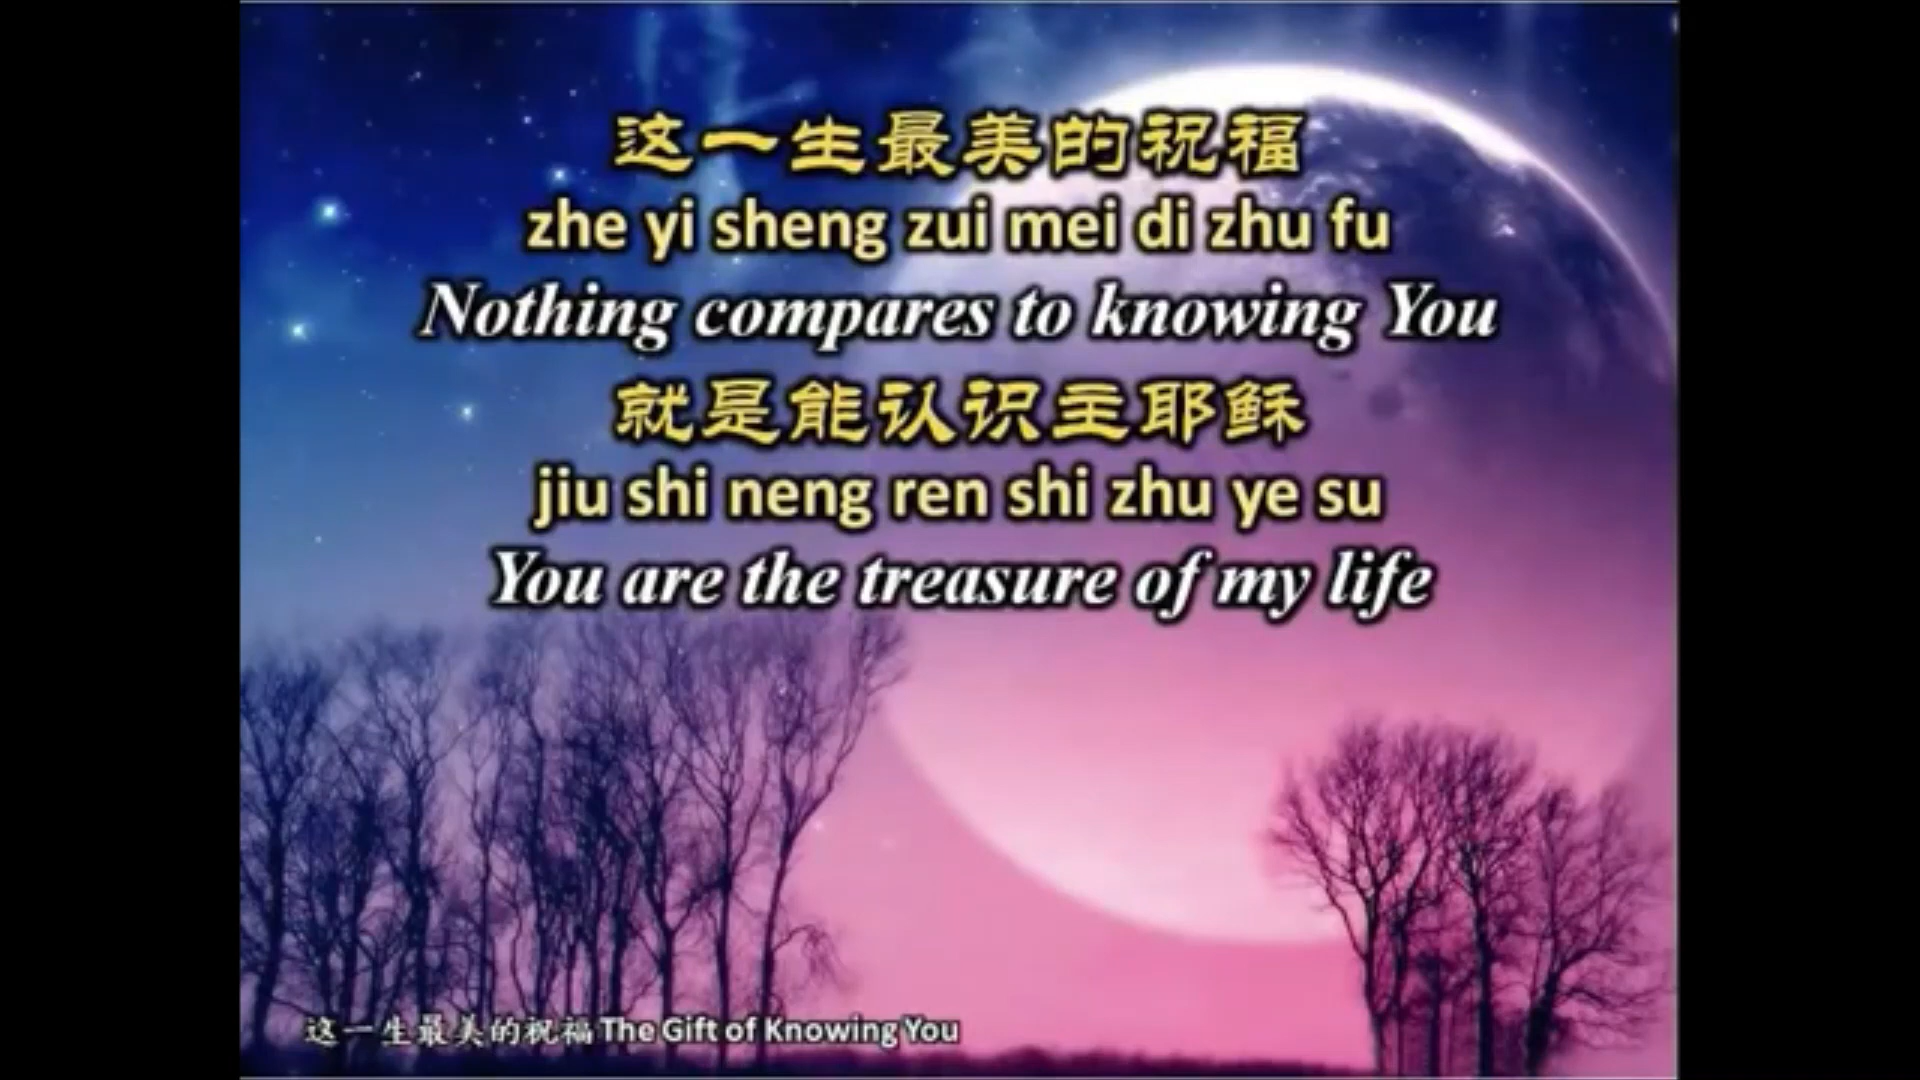 这一生最美的祝福
zhe yi sheng zui mei di zhu fu
Nothing compares to knowing You
就是能认识主耶稣
jiu shi neng ren shi zhu ye su
You are the treasure of my life
这一生最美的祝福 The Gift of Knowing You